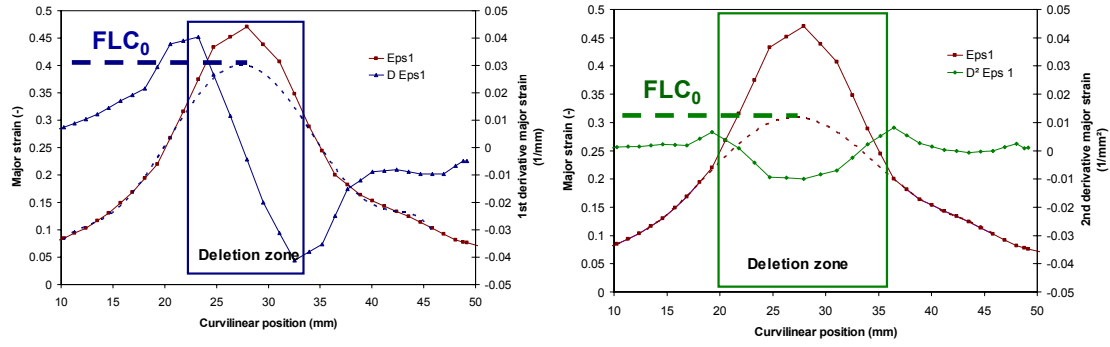 0.5
0.45
0.4
0.35
0.3
0.25
0.2
0.15
0.1
0.05
0
Major strain (-)
FLC₀
Eps1
D Eps1
Deletion zone
0.05
0.04
0.03
0.02
0.01
0
-0.01
-0.02
-0.03
-0.04
-0.05
1st derivative major strain
(1/mm)
10 15 20 25 30 35 40 45 50
Curvilinear position (mm)
0.5
0.45
0.4
0.35
0.3
0.25
0.2
0.15
0.1
0.05
0
Major strain (-)
FLC₀
Eps1
D² Eps 1
Deletion zone
0.05
0.04
0.03
0.02
0.01
0
-0.01
-0.02
-0.03
-0.04
-0.05
2nd derivative major strain
(1/mm²)
10 15 20 25 30 35 40 45 50
Curvilinear position (mm)